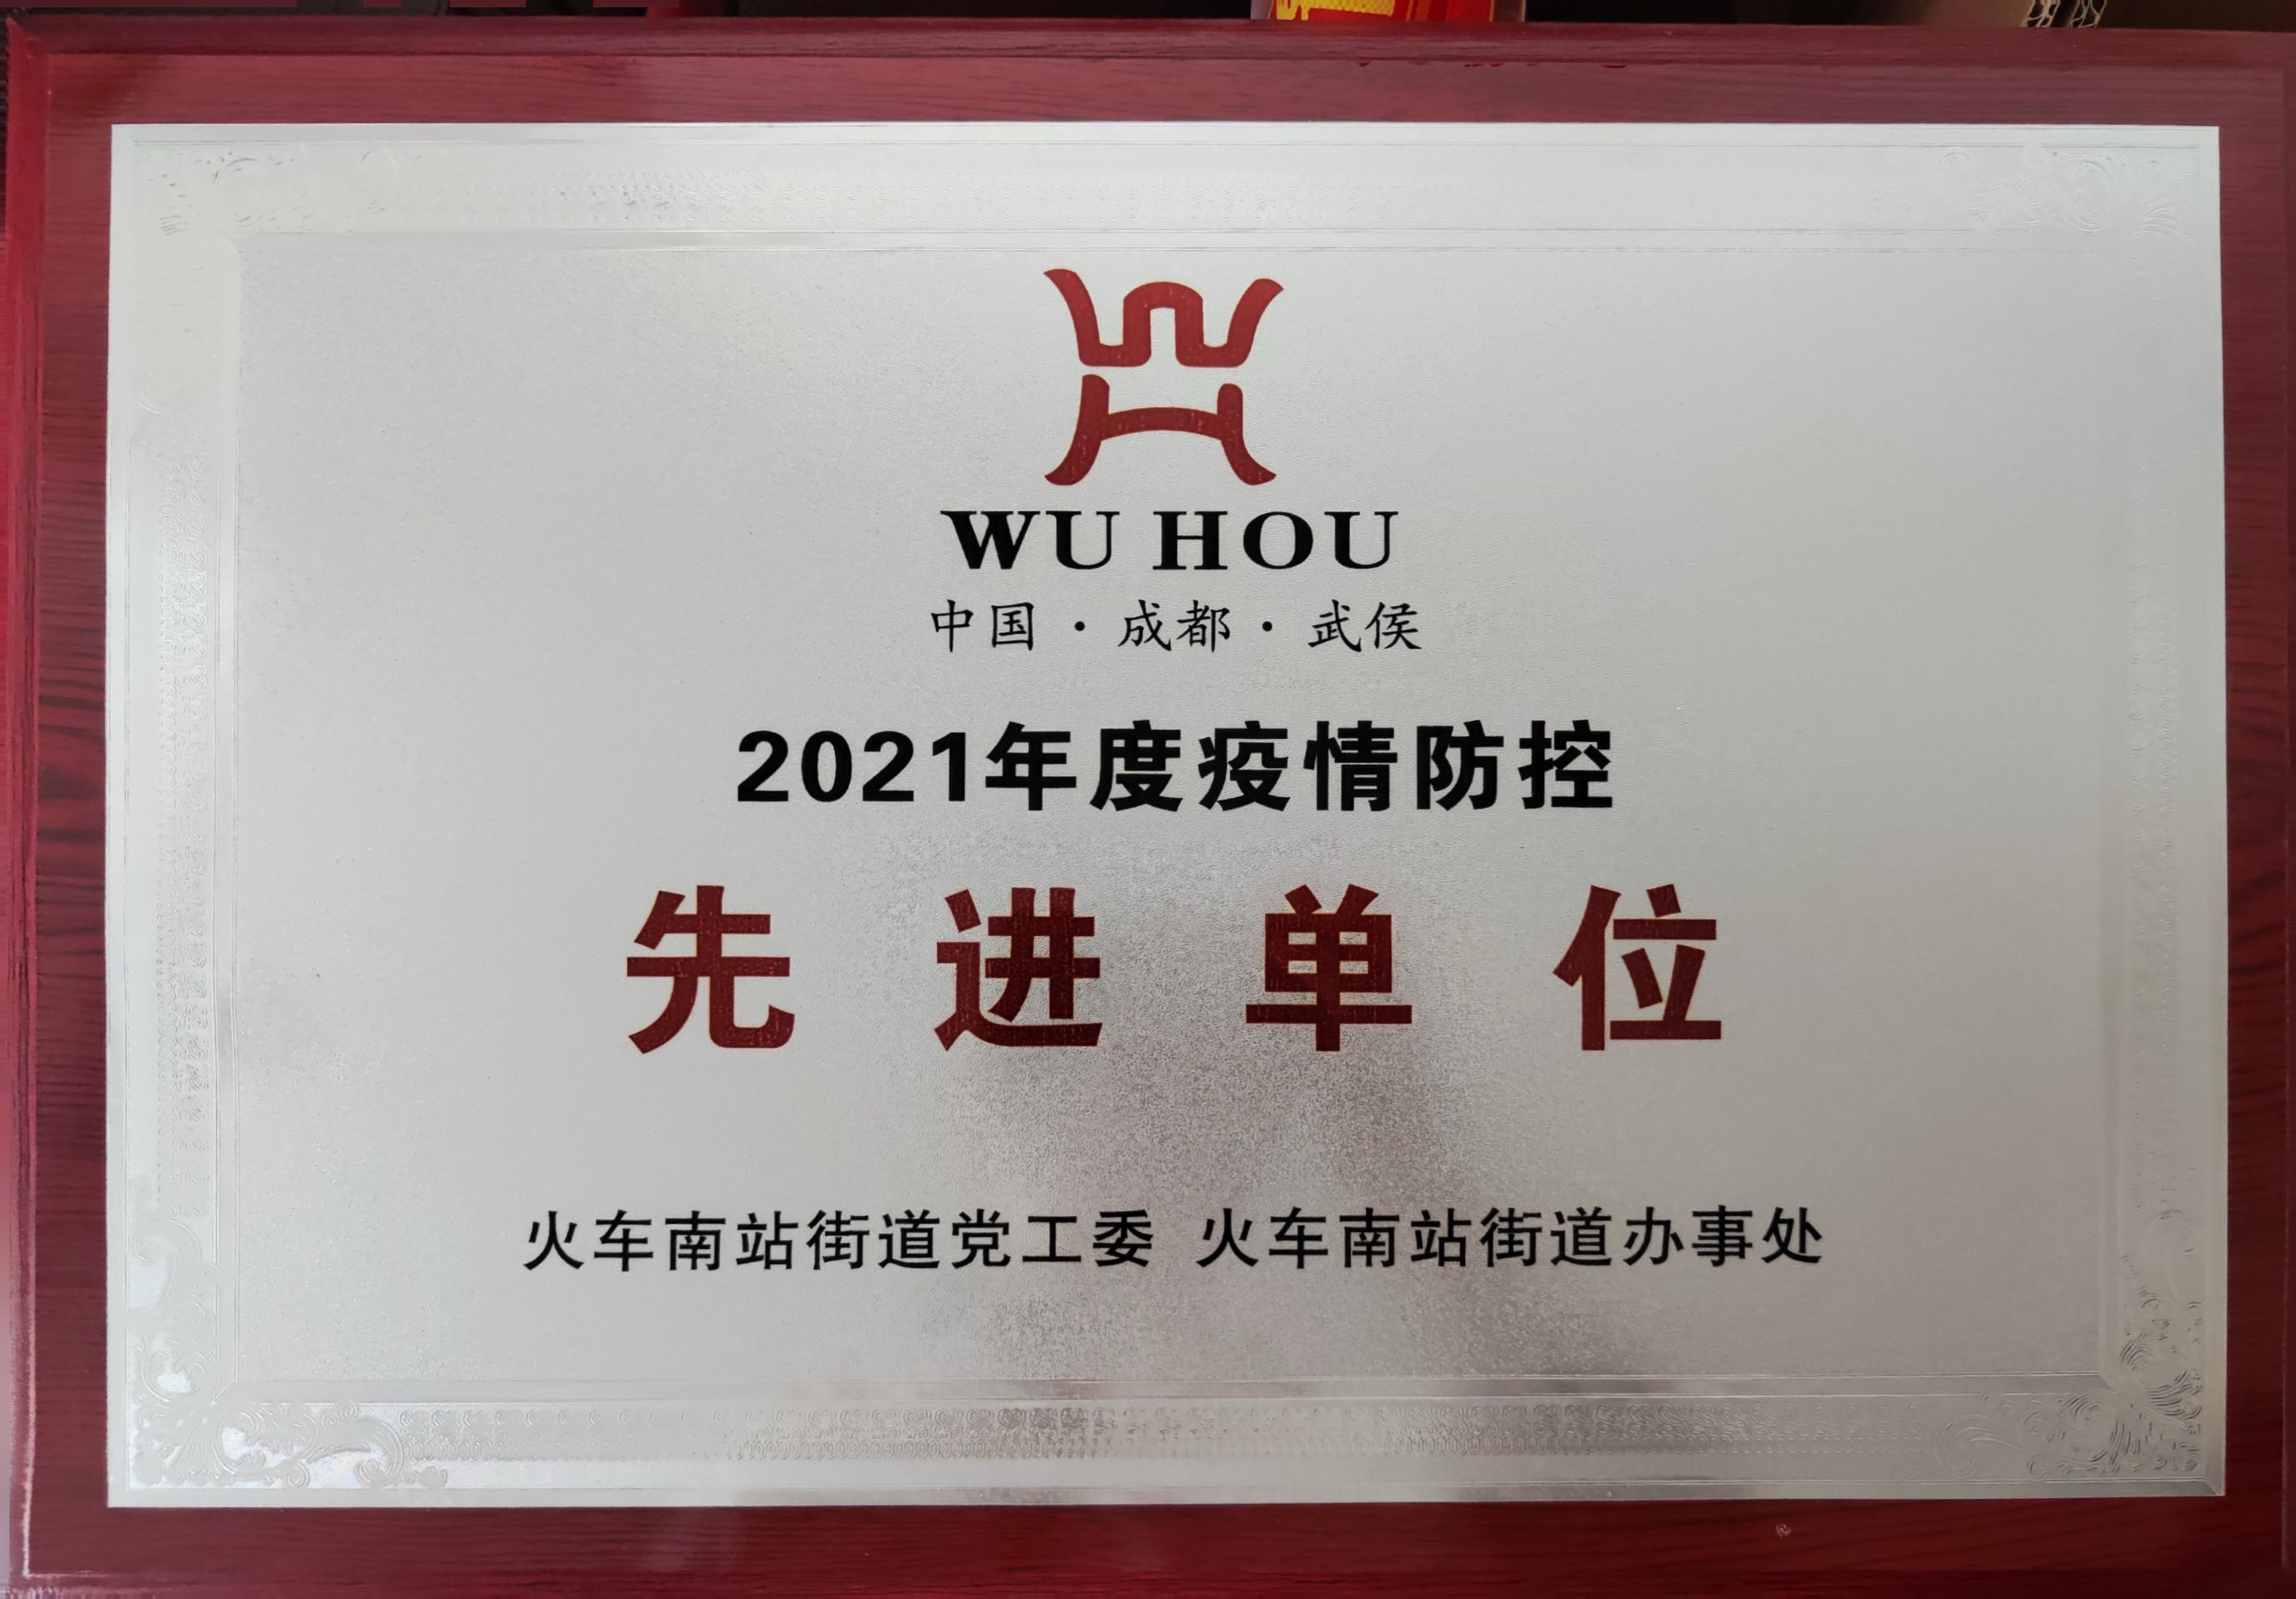 WU HOU
中国·成都·武侯
2021年度疫情防控
先进单位
火车南站街道党工委 火车南站街道办事处